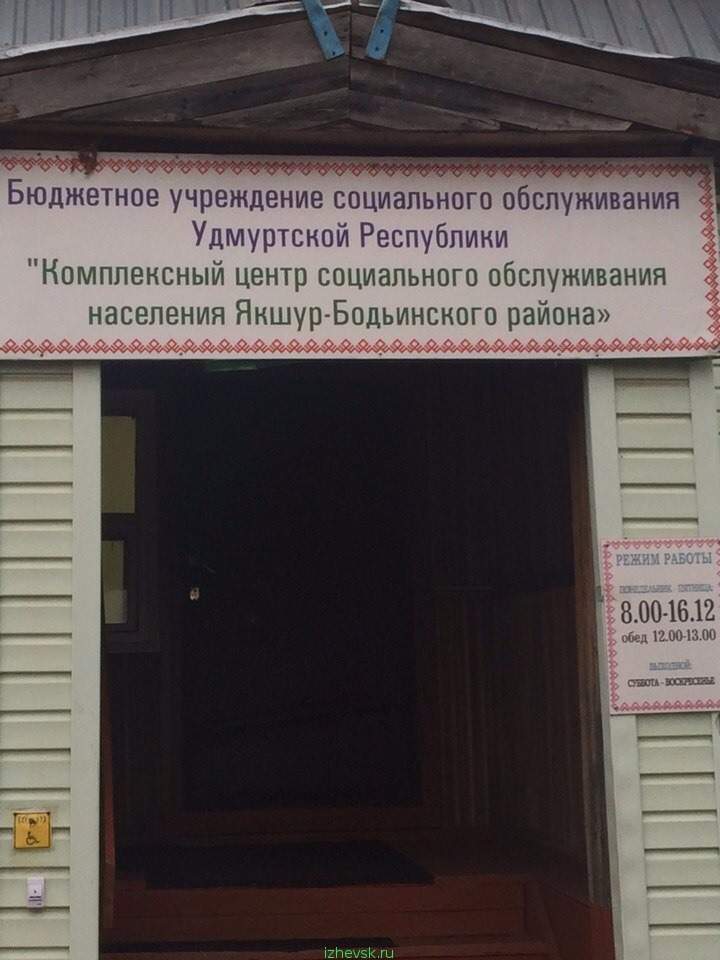 Бюджетное учреждение социального обслуживания
Удмуртской Республики
"Комплексный центр социального обслуживания
населения Якшур-Бодьинского района»
РЕЖИМ РАБОТЫ
ПОНЕДЕЛЬНИК ПЯТНИЦА:
8.00-16.12
обед 12.00-13.00
ВЫХОДНОЙ:
СУББОТА - ВОСКРЕСЕНЬЕ
izhevsk.ru